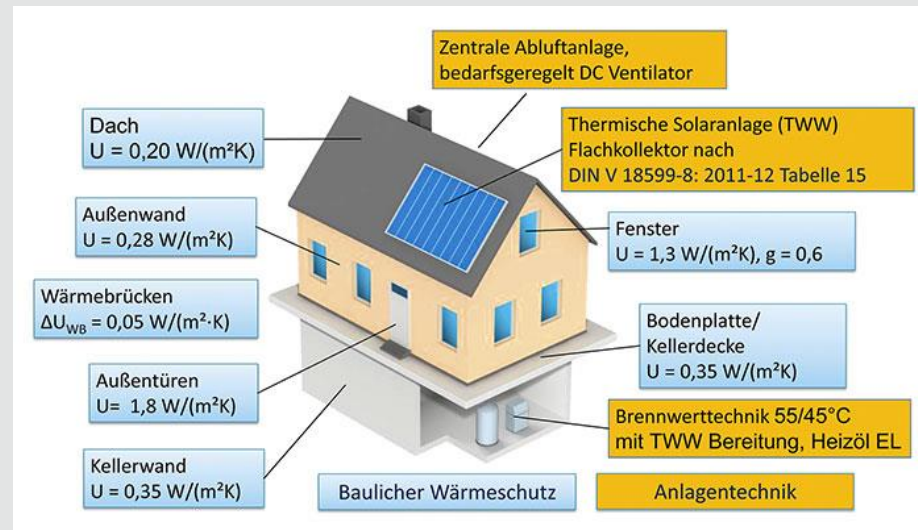 Zentrale Abluftanlage,
bedarfsgeregelt DC Ventilator
Dach
U = 0,20 W/(m²K)
Thermische Solaranlage (TWW)
Flachkollektor nach
DIN V 18599-8: 2011-12 Tabelle 15
Außenwand
U = 0,28 W/(m²K)
Fenster
U = 1,3 W/(m²K), g = 0,6
Wärmebrücken
ΔU_WB = 0,05 W/(m²·K)
Bodenplatte/
Kellerdecke
U = 0,35 W/(m²K)
Außentüren
U= 1,8 W/(m²K)
Brennwerttechnik 55/45°C
mit TWW Bereitung, Heizöl EL
Kellerwand
U = 0,35 W/(m²K)
Baulicher Wärmeschutz
Anlagentechnik